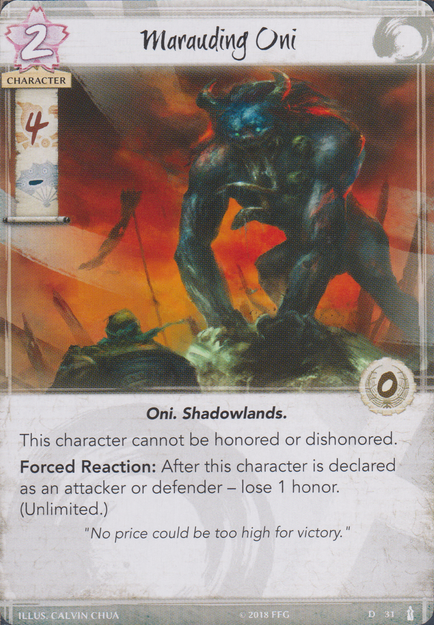 2
Marauding Oni
CHARACTER
4
-
0
Oni. Shadowlands.
This character cannot be honored or dishonored.
Forced Reaction: After this character is declared
as an attacker or defender – lose 1 honor.
(Unlimited.)
"No price could be too high for victory."
ILLUS. CALVIN CHUA
© 2018 FFG
D 31